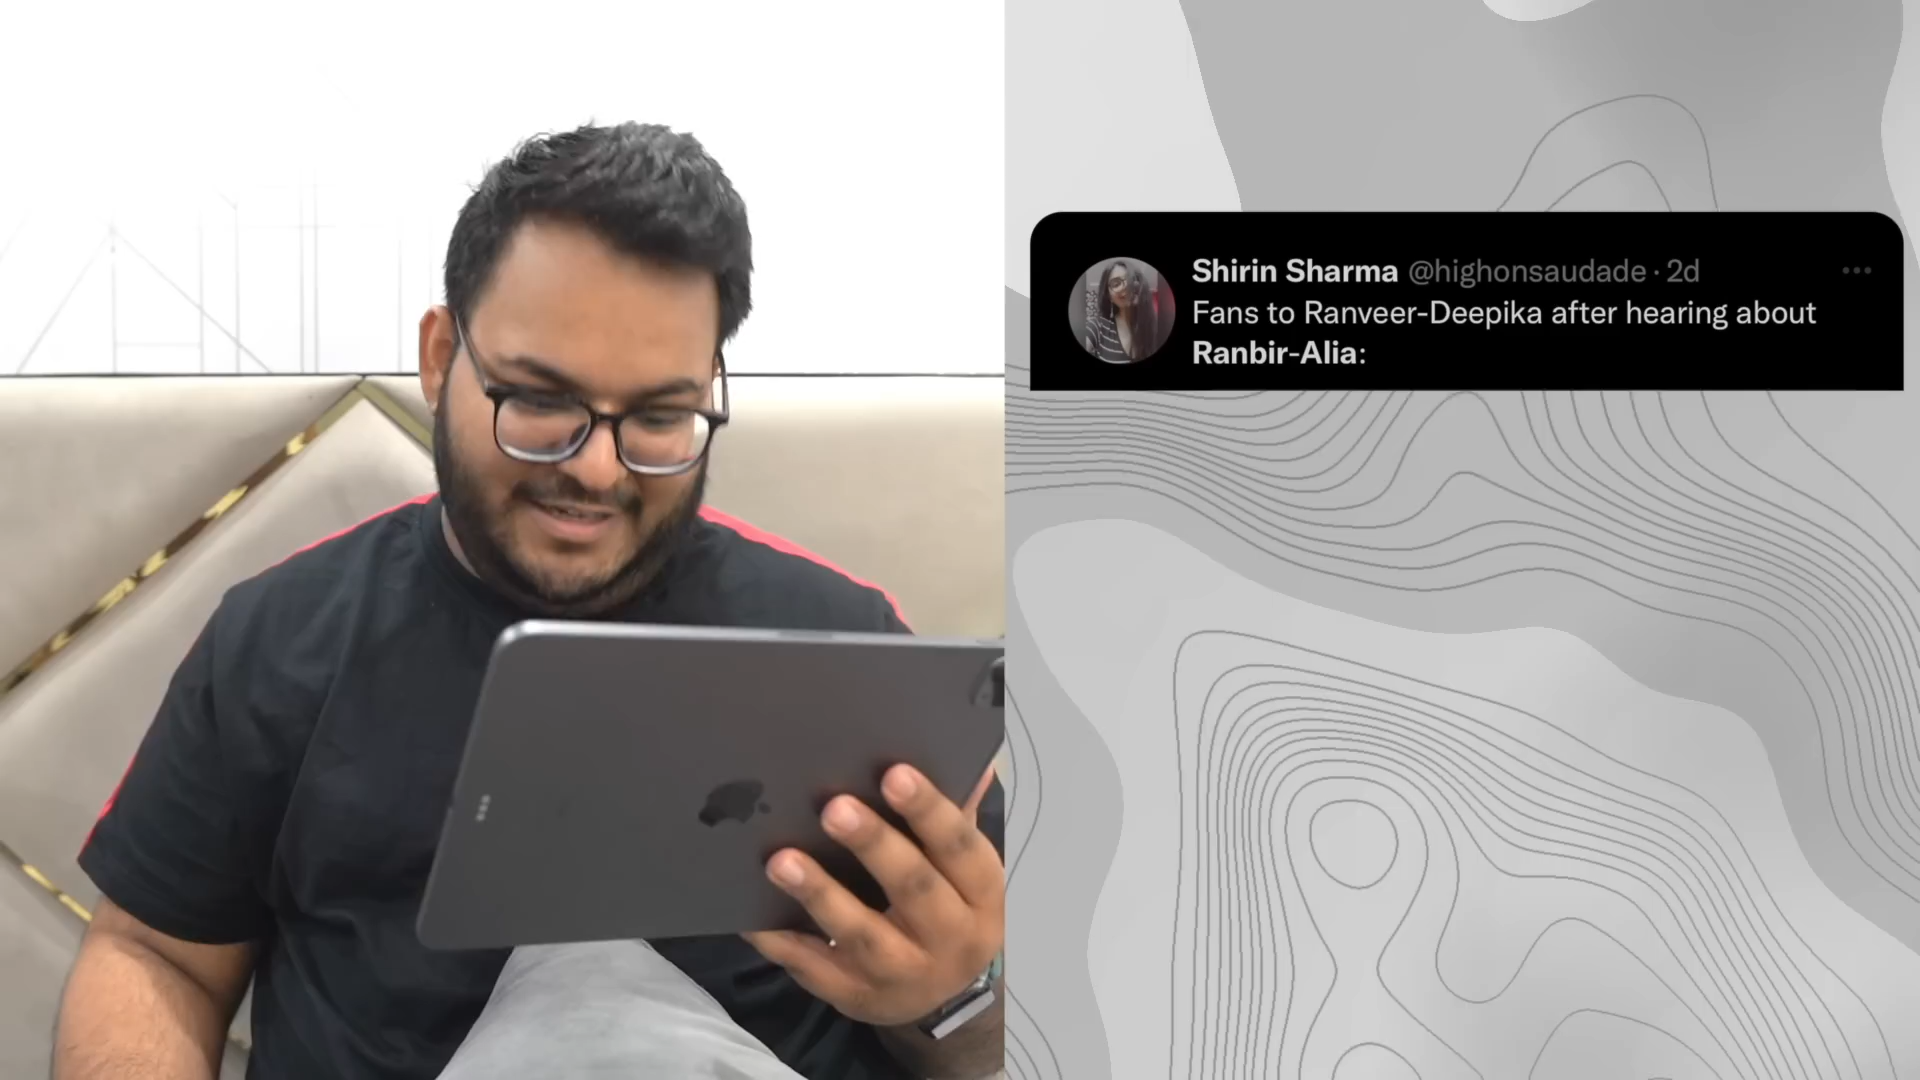 Shirin Sharma @highonsaudade · 2d
Fans to Ranveer-Deepika after hearing about
Ranbir-Alia: